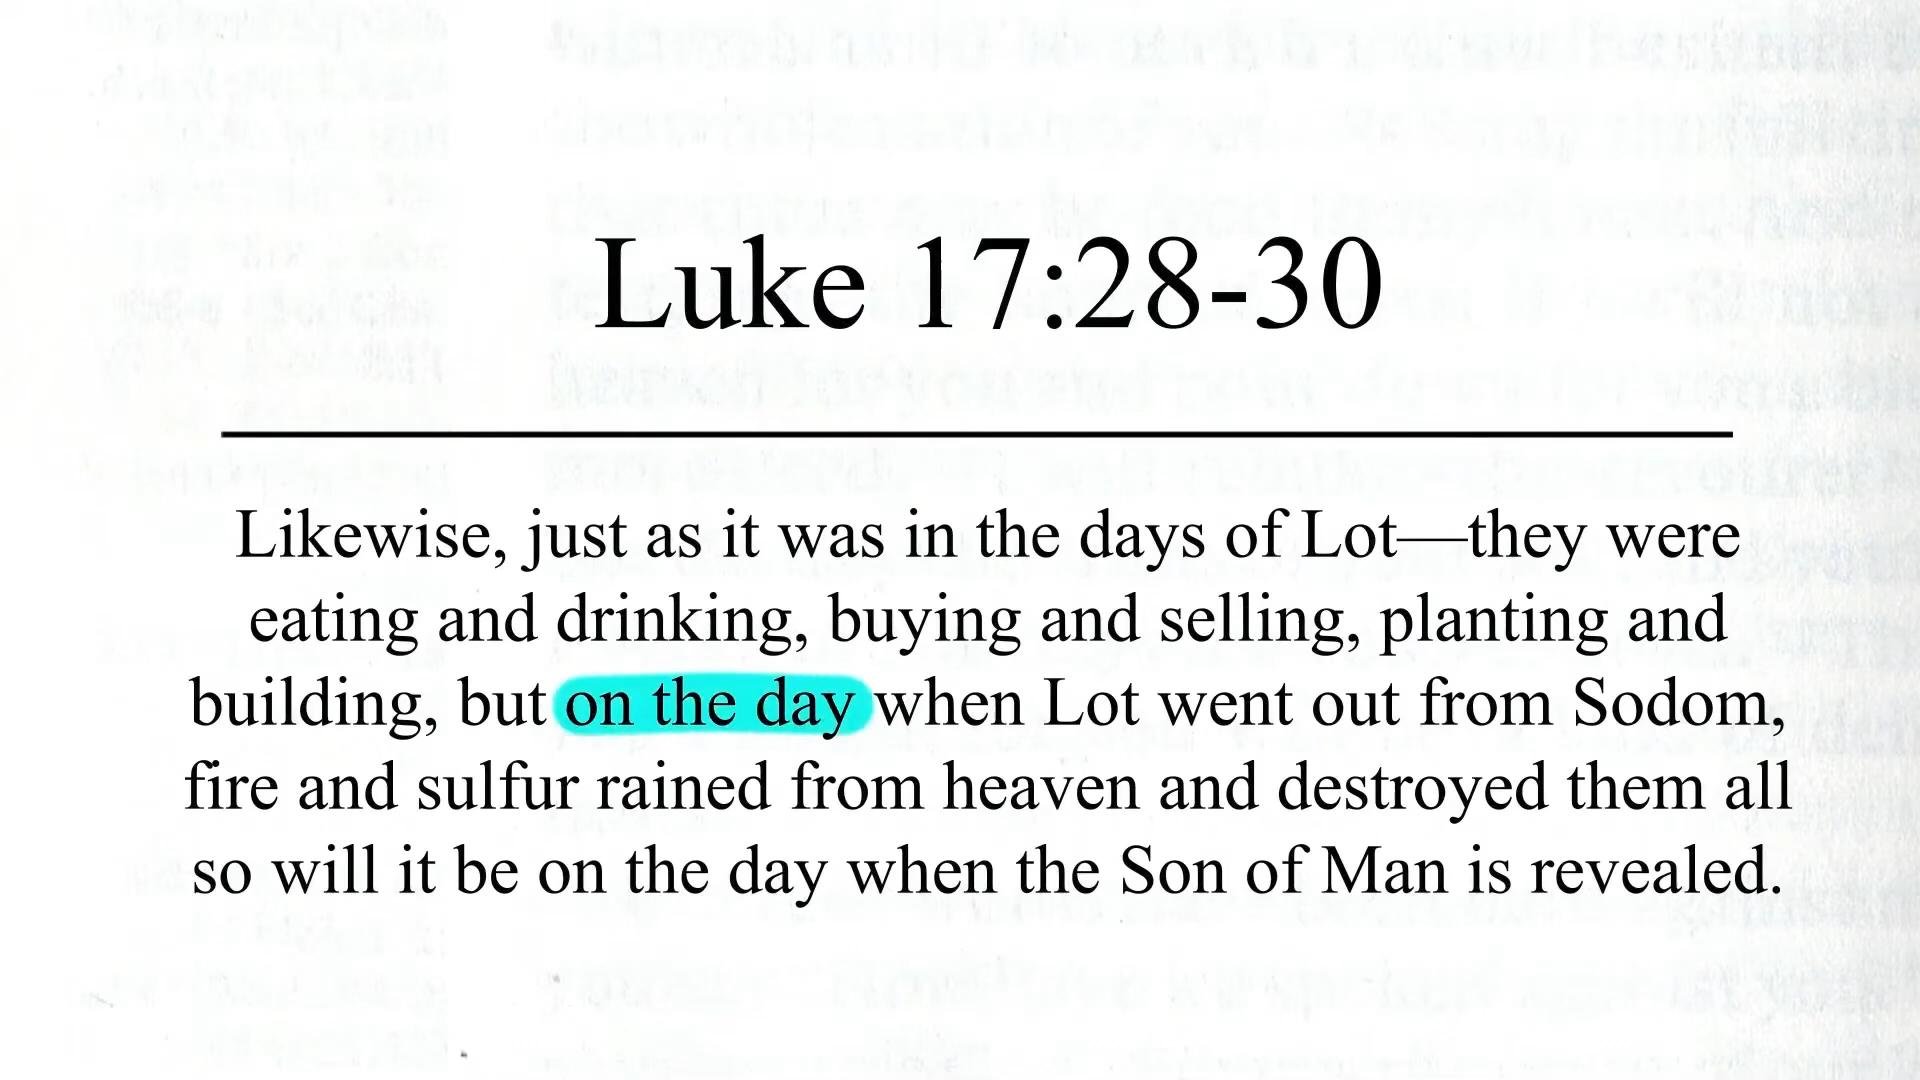 Luke 17:28-30
Likewise, just as it was in the days of Lot—they were
eating and drinking, buying and selling, planting and
building, but on the day when Lot went out from Sodom,
fire and sulfur rained from heaven and destroyed them all
so will it be on the day when the Son of Man is revealed.